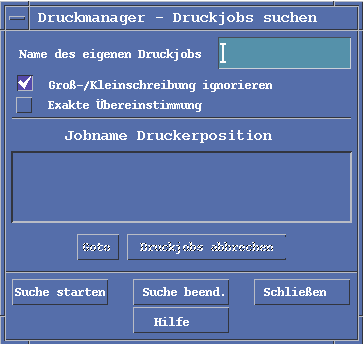 Druckmanager - Druckjobs suchen
Name des eigenen Druckjobs
Groß-/Kleinschreibung ignorieren
Exakte Übereinstimmung
Jobname Druckerposition
Goto Druckjobs abbrechen
Suche starten Suche beend. Schließen
Hilfe